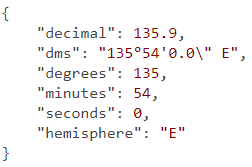 {
    "decimal": 135.9,
    "dms": "135°54'0.0\" E",
    "degrees": 135,
    "minutes": 54,
    "seconds": 0,
    "hemisphere": "E"
}